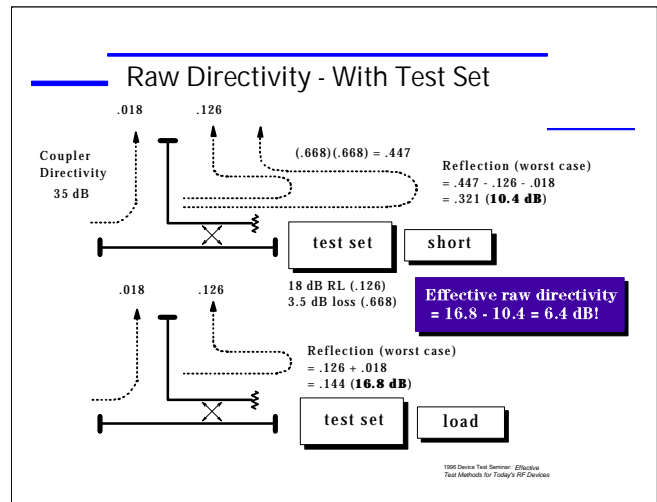 Raw Directivity - With Test Set
.018
.126
(.668)(.668) = .447
Coupler
Directivity
35 dB
Reflection (worst case)
= .447 - .126 - .018
= .321 (10.4 dB)
test set
short
18 dB RL (.126)
3.5 dB loss (.668)
Effective raw directivity
= 16.8 - 10.4 = 6.4 dB!
.018
.126
Reflection (worst case)
= .126 + .018
= .144 (16.8 dB)
test set
load
1996 Device Test Seminar: Effective
Test Methods for Today's RF Devices